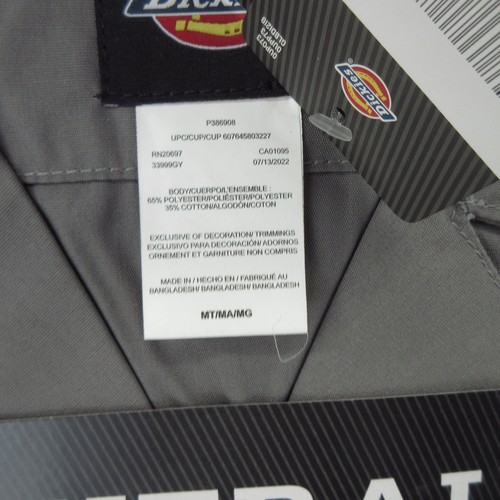 Dickies
P386908
UPC/CUP/CUP 607645803227
RN20697 CA01095
33999GY 07/13/2022
BODY/CUERPO/L'ENSEMBLE :
65% POLYESTER/POLIÉSTER/POLYESTER
35% COTTON/ALGODÓN/COTON
EXCLUSIVE OF DECORATION/ TRIMMINGS
EXCLUSIVO PARA DECORACIÓN/ ADORNOS
ORNEMENT ET GARNITURE NON COMPRIS
MADE IN / HECHO EN / FABRIQUÉ AU
BANGLADESH/ BANGLADESH/ BANGLADESH
MT/MA/MG